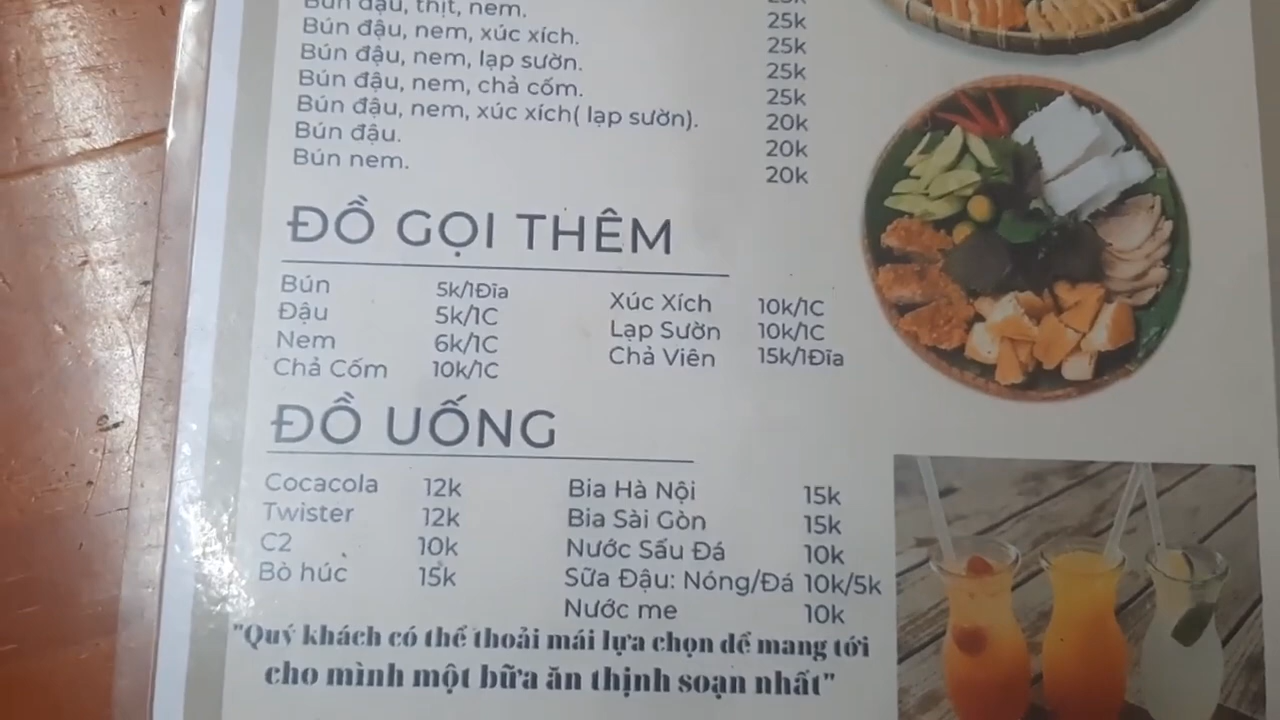 Bún đậu, thịt, nem.
25k
Bún đậu, nem, xúc xích. 25k
Bún đậu, nem, lạp sườn. 25k
Bún đậu, nem, chả cốm. 25k
Bún đậu, nem, xúc xích( lạp sườn). 20k
Bún đậu. 20k
Bún nem. 20k
ĐỒ GỌI THÊM
Bún 5k/1Đĩa
Đậu 5k/1C
Nem 6k/1C
Chả Cốm 10k/1C
Xúc Xích 10k/1C
Lạp Sườn 10k/1C
Chả Viên 15k/1Đĩa
ĐỒ UỐNG
Cocacola 12k
Twister 12k
C2 10k
Bò húc 15k
Bia Hà Nội 15k
Bia Sài Gòn 15k
Nước Sấu Đá 10k
Sữa Đậu: Nóng/Đá 10k/5k
Nước me 10k
"Quý khách có thể thoải mái lựa chọn để mang tới
cho mình một bữa ăn thịnh soạn nhất"